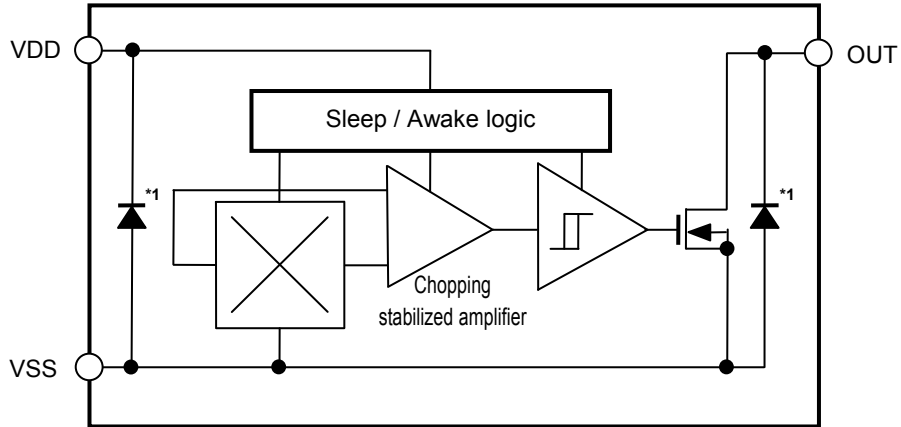 VDD
OUT
Sleep / Awake logic
*1
*1
Chopping
stabilized amplifier
VSS